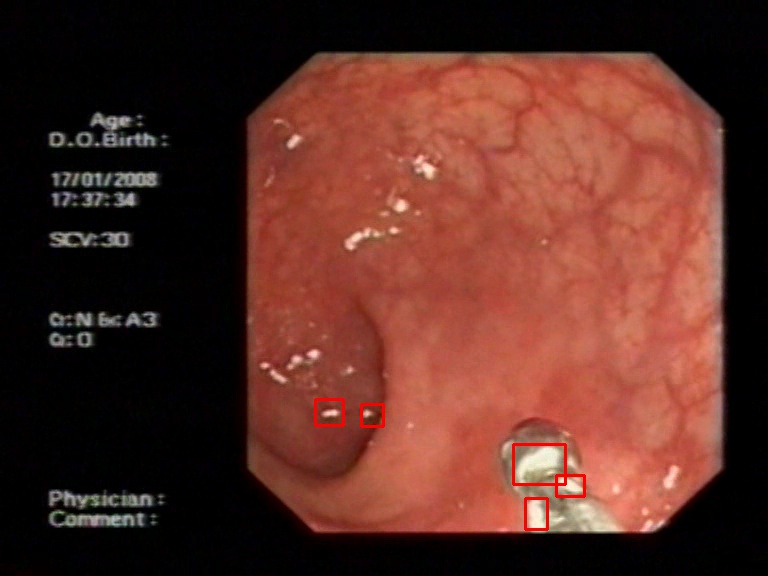 Age:
D.O.Birth:
17/01/2008
17:37:34
SCV:30
Physician:
Comment: